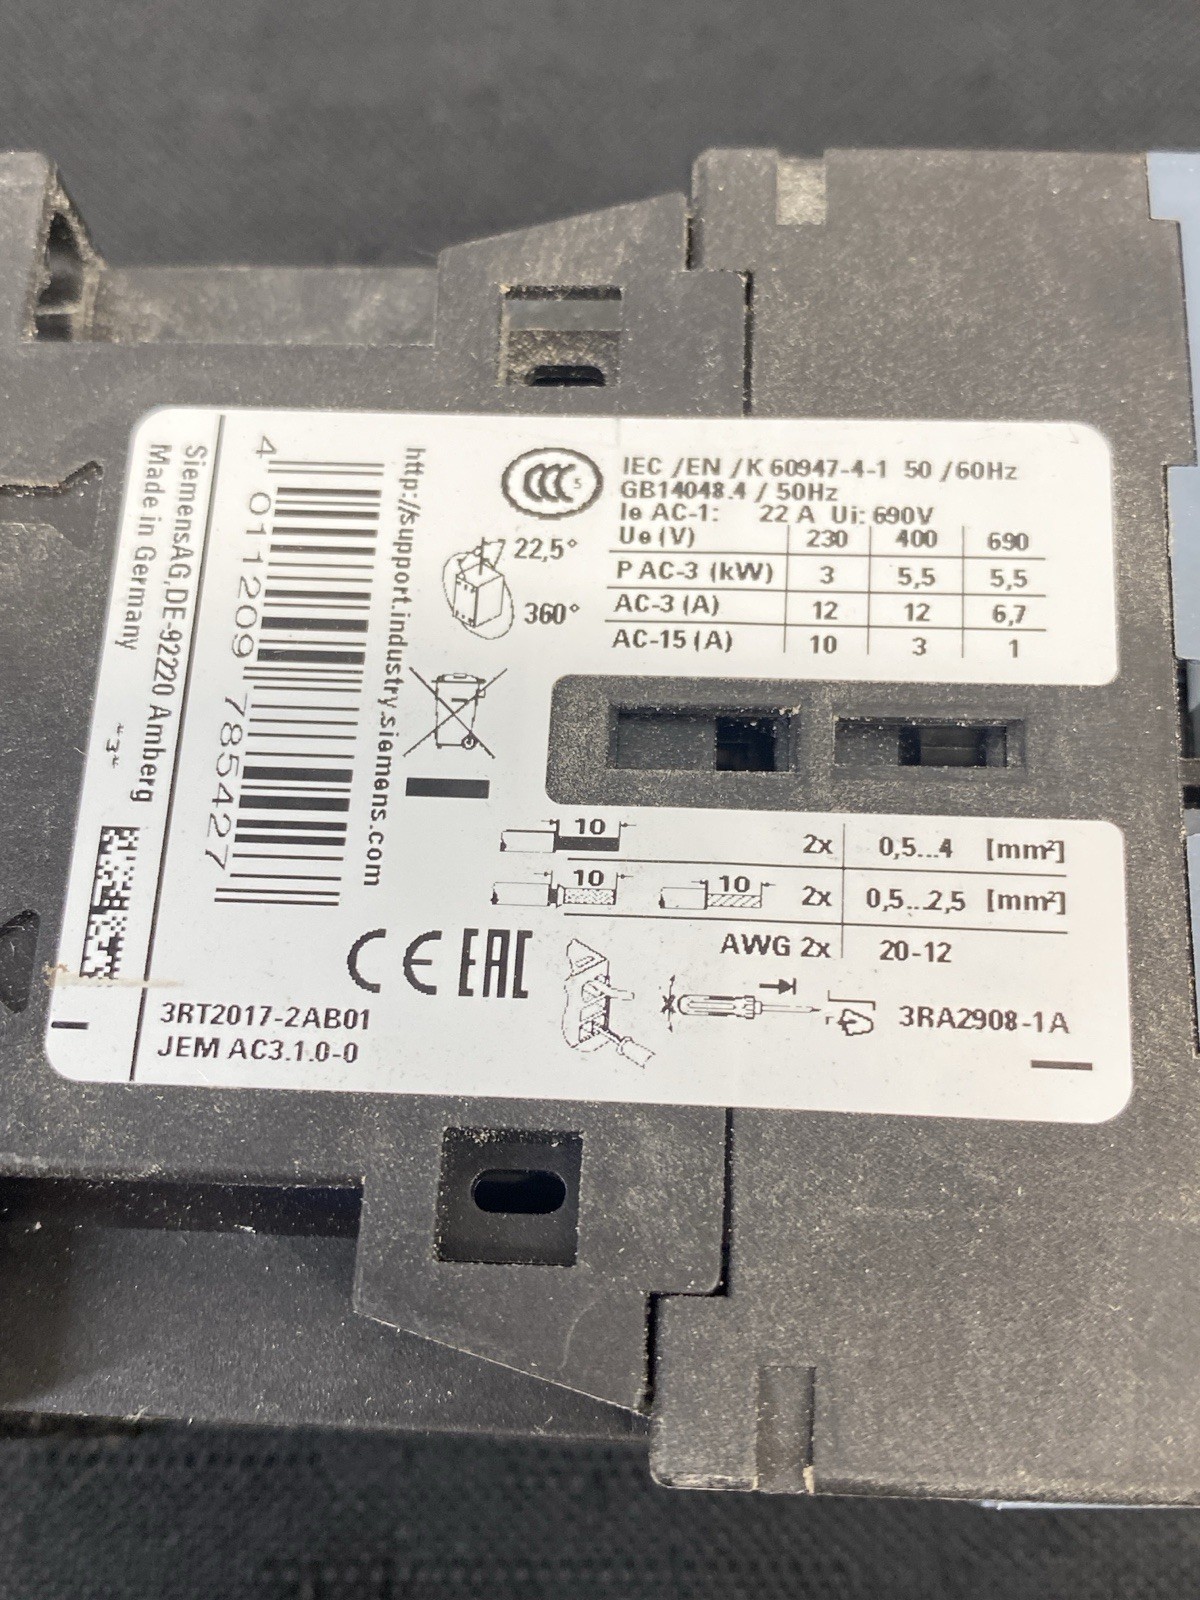 IEC /EN /K 60947-4-1 50 /60Hz
GB14048.4 / 50Hz
Ie AC-1: 22 A Ui: 690V
Ue (V) 230 400 690
P AC-3 (kW) 3 5,5 5,5
AC-3 (A) 12 12 6,7
AC-15 (A) 10 3 1
CCC S
22,5°
360°
http://support.industry.siemens.com
4 011209 785427
SiemensAG,DE-92220 Amberg
Made in Germany
*3*
10 2x 0,5...4 [mm²]
10 10 2x 0,5...2,5 [mm²]
AWG 2x 20-12
CE EAC
3RA2908-1A
3RT2017-2AB01
JEM AC3.1.0-0